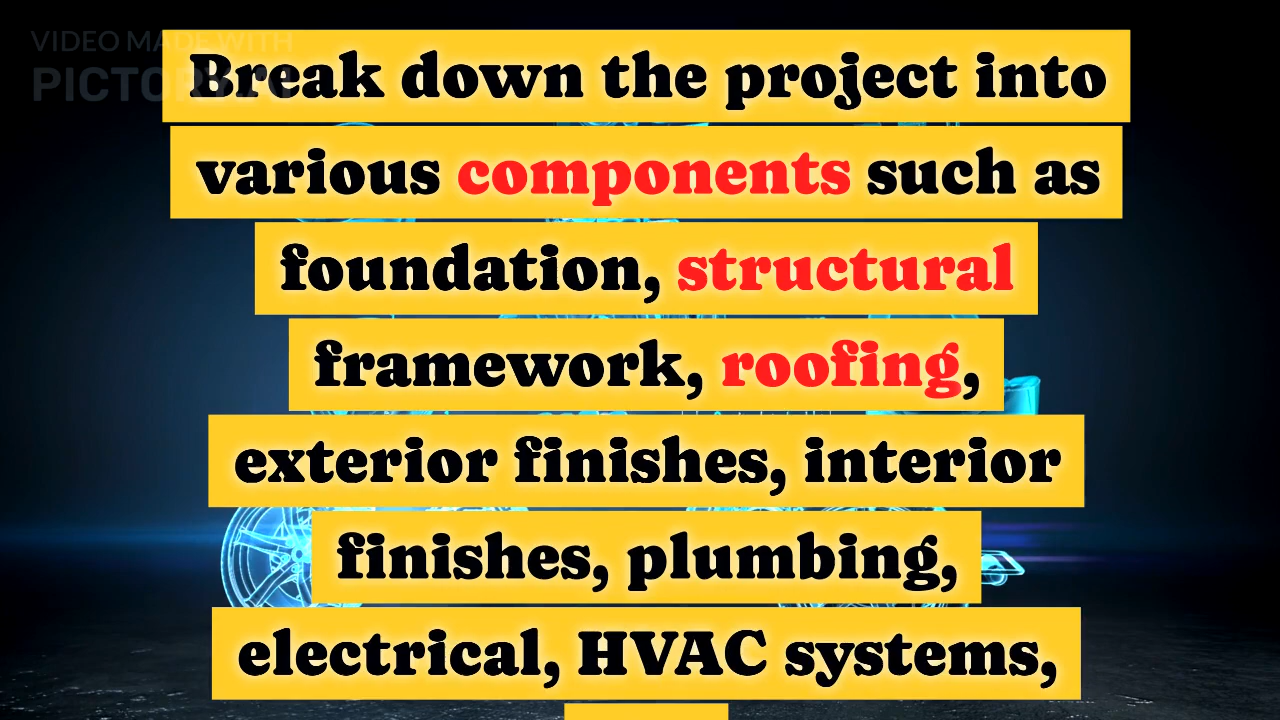 VIDEO MADE WITH
PICTORY.AI
Break down the project into
various components such as
foundation, structural
framework, roofing,
exterior finishes, interior
finishes, plumbing,
electrical, HVAC systems,